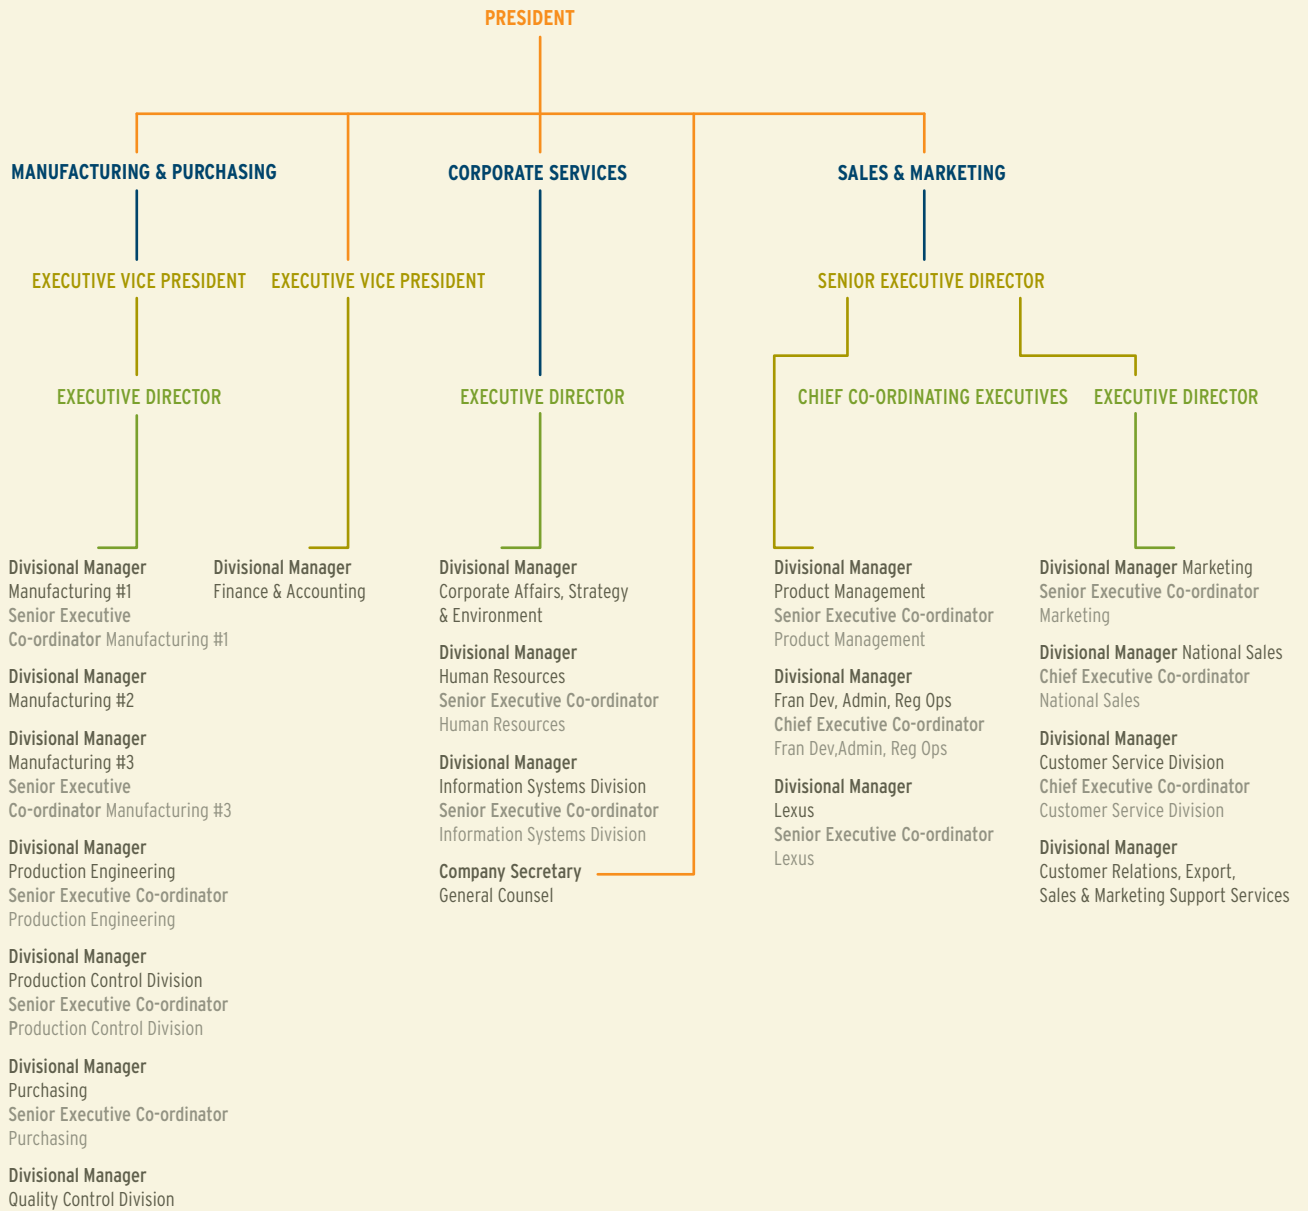 PRESIDENT
MANUFACTURING & PURCHASING
CORPORATE SERVICES
SALES & MARKETING
EXECUTIVE VICE PRESIDENT
EXECUTIVE VICE PRESIDENT
SENIOR EXECUTIVE DIRECTOR
EXECUTIVE DIRECTOR
EXECUTIVE DIRECTOR
CHIEF CO-ORDINATING EXECUTIVES
EXECUTIVE DIRECTOR
Divisional Manager
Manufacturing #1
Senior Executive
Co-ordinator Manufacturing #1
Divisional Manager
Manufacturing #2
Divisional Manager
Manufacturing #3
Senior Executive
Co-ordinator Manufacturing #3
Divisional Manager
Production Engineering
Senior Executive Co-ordinator
Production Engineering
Divisional Manager
Production Control Division
Senior Executive Co-ordinator
Production Control Division
Divisional Manager
Purchasing
Senior Executive Co-ordinator
Purchasing
Divisional Manager
Quality Control Division
Divisional Manager
Finance & Accounting
Divisional Manager
Corporate Affairs, Strategy
& Environment
Divisional Manager
Human Resources
Senior Executive Co-ordinator
Human Resources
Divisional Manager
Information Systems Division
Senior Executive Co-ordinator
Information Systems Division
Company Secretary
General Counsel
Divisional Manager
Product Management
Senior Executive Co-ordinator
Product Management
Divisional Manager
Fran Dev, Admin, Reg Ops
Chief Executive Co-ordinator
Fran Dev,Admin, Reg Ops
Divisional Manager
Lexus
Senior Executive Co-ordinator
Lexus
Divisional Manager Marketing
Senior Executive Co-ordinator
Marketing
Divisional Manager National Sales
Chief Executive Co-ordinator
National Sales
Divisional Manager
Customer Service Division
Chief Executive Co-ordinator
Customer Service Division
Divisional Manager
Customer Relations, Export,
Sales & Marketing Support Services